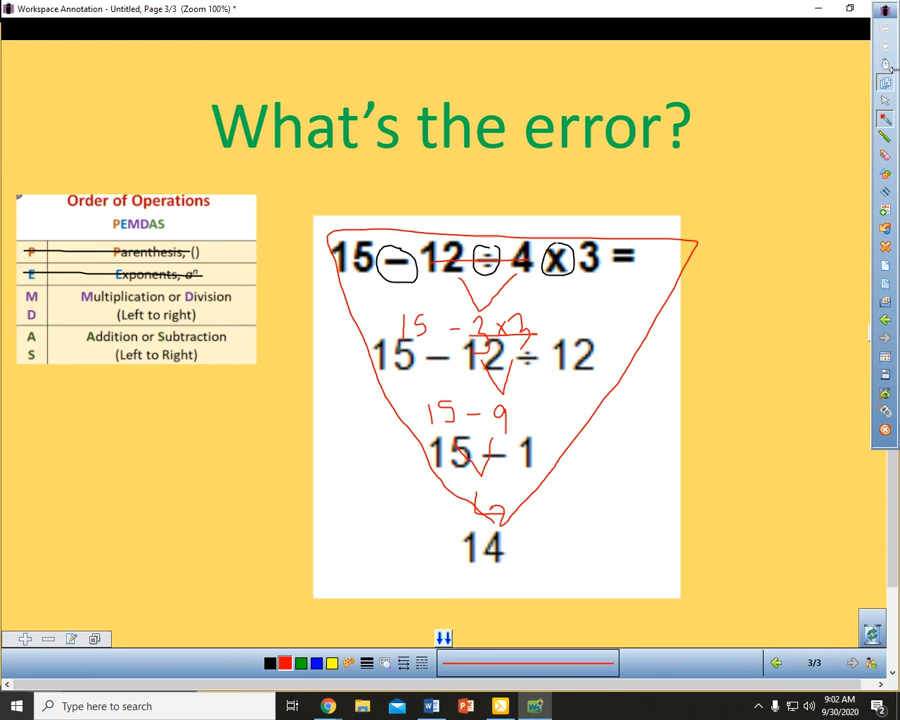 Workspace Annotation - Untitled, Page 3/3 (Zoom 100%) *
What's the error?
Order of Operations
PEMDAS
P Parenthesis, ()
E Exponents, aⁿ
M Multiplication or Division
D (Left to right)
A Addition or Subtraction
S (Left to Right)
15 – 12 ÷ 4 x 3 =
15 - 3 x 3
15 – 12 ÷ 12
15 - 9
15 – 1
14
3/3
Type here to search
9:02 AM
9/30/2020
2